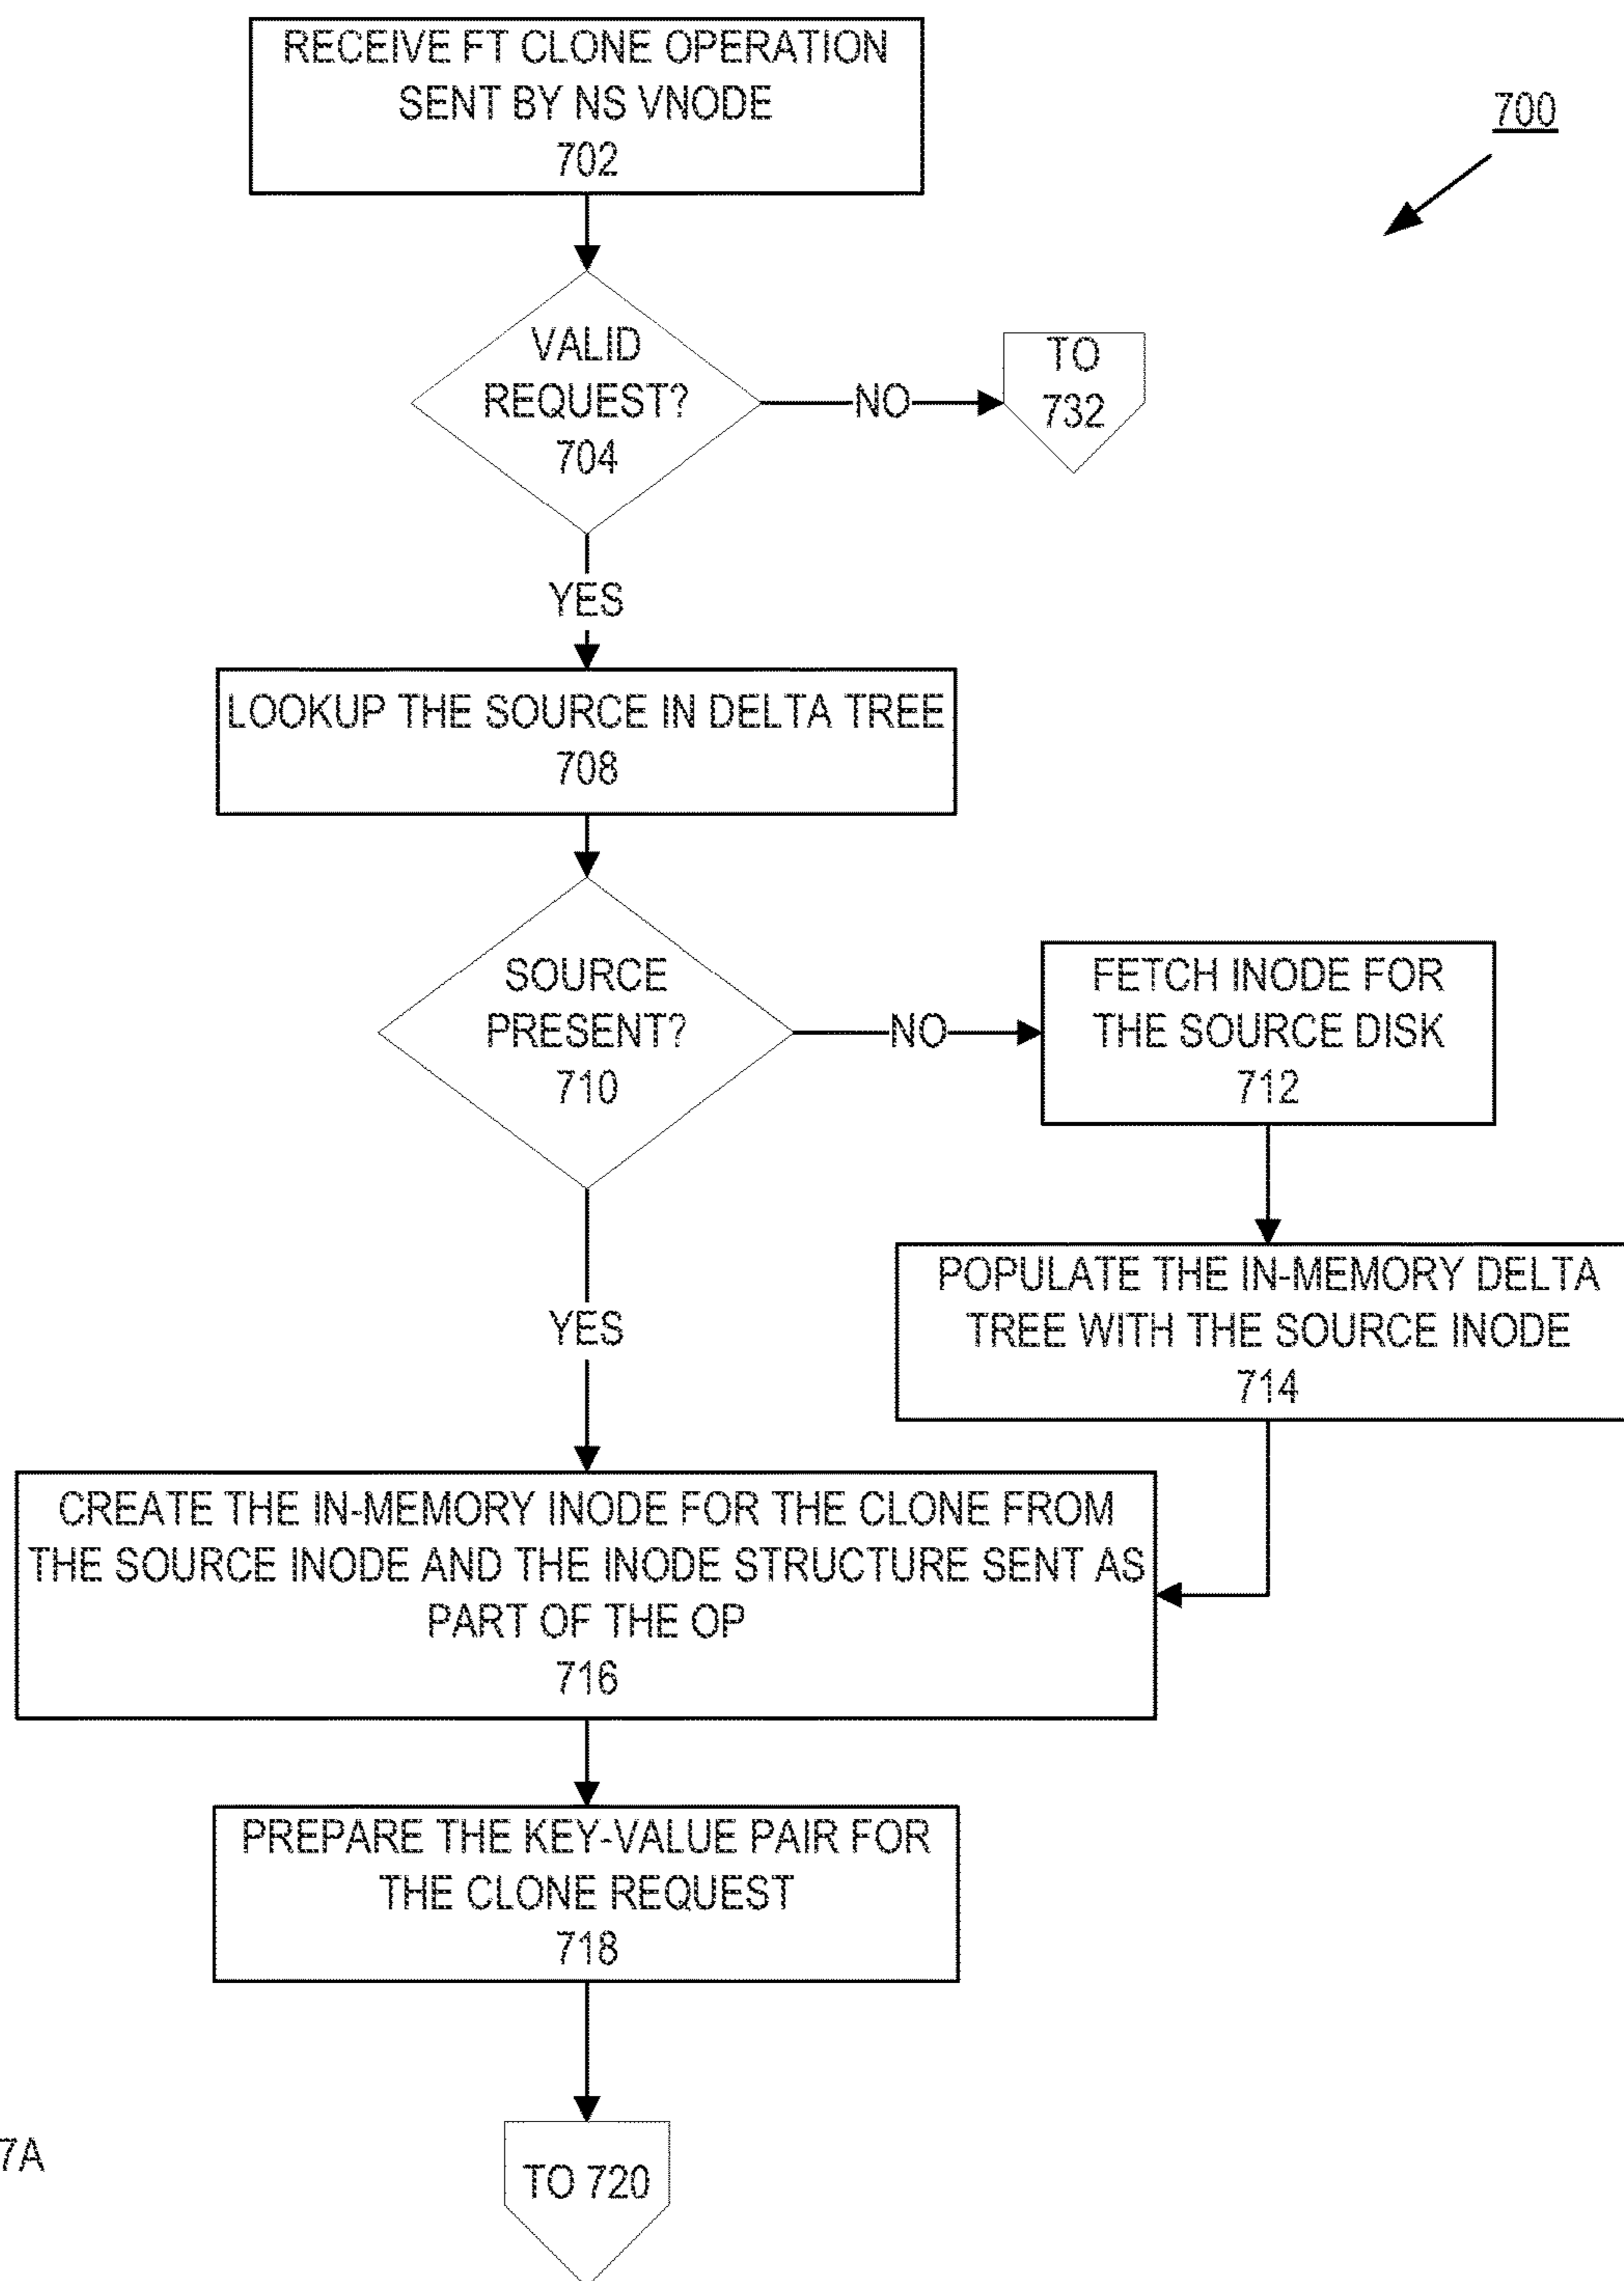 RECEIVE FT CLONE OPERATION
SENT BY NS VNODE
702
700
VALID
REQUEST?
704
NO
TO
732
YES
LOOKUP THE SOURCE IN DELTA TREE
708
SOURCE
PRESENT?
710
NO
FETCH INODE FOR
THE SOURCE DISK
712
YES
POPULATE THE IN-MEMORY DELTA
TREE WITH THE SOURCE INODE
714
CREATE THE IN-MEMORY INODE FOR THE CLONE FROM
THE SOURCE INODE AND THE INODE STRUCTURE SENT AS
PART OF THE OP
716
PREPARE THE KEY-VALUE PAIR FOR
THE CLONE REQUEST
718
7A
TO 720